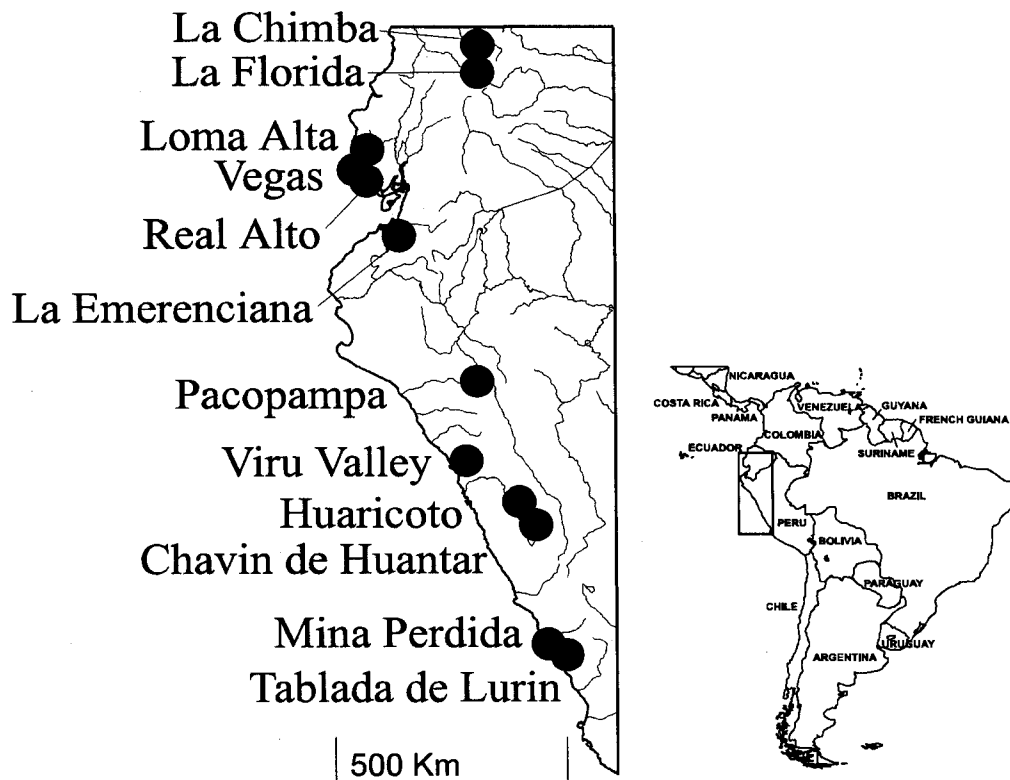 La Chimba
La Florida
Loma Alta
Vegas
Real Alto
La Emerenciana
Pacopampa
Viru Valley
Huaricoto
Chavin de Huantar
Mina Perdida
Tablada de Lurin
500 Km
NICARAGUA
COSTA RICA
PANAMA
VENEZUELA
GUYANA
FRENCH GUIANA
COLOMBIA
SURINAME
ECUADOR
BRAZIL
PERU
BOLIVIA
PARAGUAY
CHILE
URUGUAY
ARGENTINA